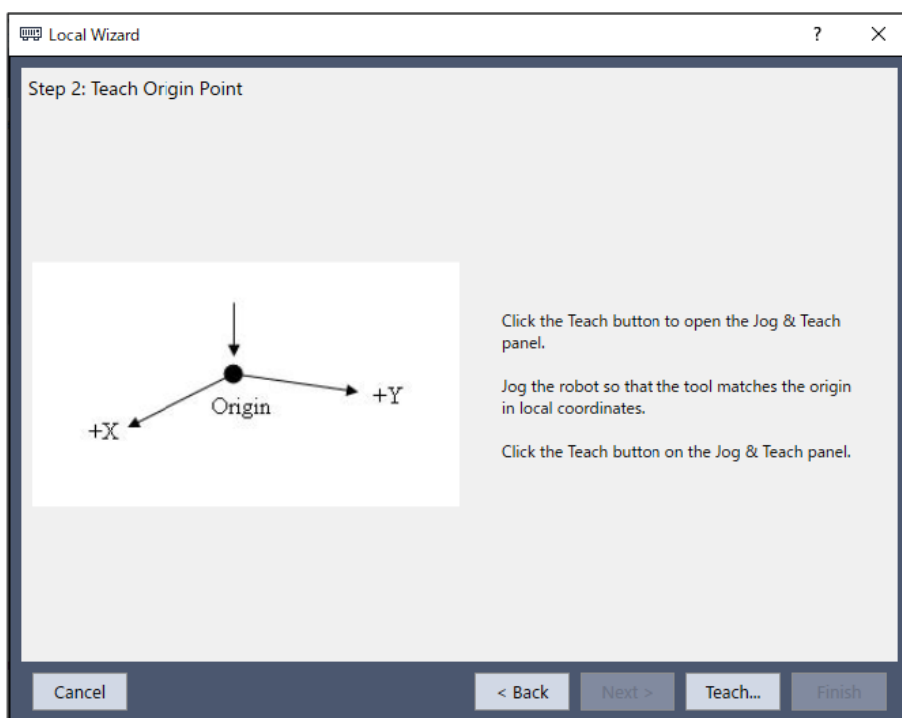 Local Wizard
?
Step 2: Teach Origin Point
Origin
+X
+Y
Click the Teach button to open the Jog & Teach
panel.
Jog the robot so that the tool matches the origin
in local coordinates.
Click the Teach button on the Jog & Teach panel.
Cancel
< Back
Next >
Teach...
Finish